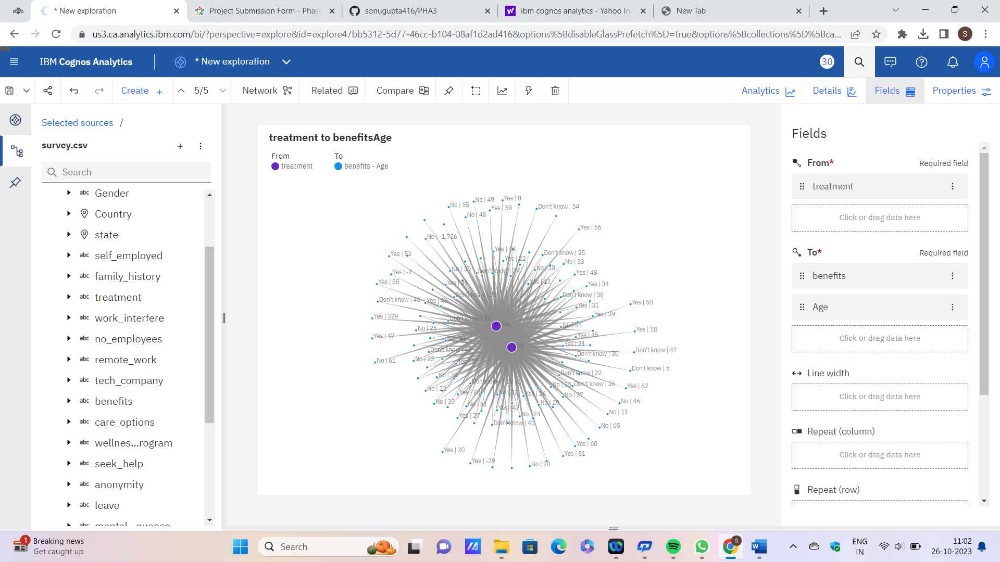 * New exploration
Project Submission Form - Phase
sonugupta416/PHA3
ibm cognos analytics - Yahoo In
New Tab
us3.ca.analytics.ibm.com/bi/?perspective=explore&id=explore47bb5312-5d77-46cc-b104-08af1d2ad416&options%5BdisableGlassPrefetch%5D=true&options%5Bcollections%5D%5Bca...
S
IBM Cognos Analytics
* New exploration
30
Create
5/5
Network
Related
Compare
Analytics
Details
Fields
Properties
Selected sources /
survey.csv
Search
abc Gender
Country
state
abc self_employed
abc family_history
abc treatment
abc work_interfere
abc no_employees
abc remote_work
abc tech_company
abc benefits
abc care_options
abc wellnes...rogram
abc seek_help
abc anonymity
abc leave
treatment to benefitsAge
From
treatment
To
benefits - Age
No | 49
Yes | 8
No | 55
Yes | 58
Don't know | 54
No | 48
Yes | 56
No | -1,726
Yes | 43
Don't know | 25
Yes | 53
Yes | 22
No | 33
No | 30
Don't know | 29
No | 18
Yes | -1
Yes | 48
Yes | 55
Yes | 35
Yes | 23
Yes | 34
Don't know | 46
Yes | 46
Don't know | 23
Don't know | 36
Yes | 50
Yes | 31
Yes | 329
Don't know | 31
Yes | 39
Yes
No | 25
No | 31
Yes | 18
Yes | 47
No | 41
Yes | 45
No
Yes | 21
Don't know | 43
Don't know | 30
Don't know | 47
No | 61
No | 23
Don't know | 5
No | 38
Don't know | 22
Don't know | 28
No | 35
Don't know | 26
Yes | 62
No | 22
No | 32
Yes | 26
No | 37
No | 39
No | 51
No | 29
No | 46
Yes | 42
Yes | 27
No | 24
No | 11
Don't know | 41
No | 65
Yes | 60
Yes | 20
Yes | 51
Yes | -29
No | 20
Fields
From*
Required field
treatment
Click or drag data here
To*
Required field
benefits
Age
Click or drag data here
Line width
Click or drag data here
Repeat (column)
Click or drag data here
Repeat (row)
1
Breaking news
Get caught up
Search
S
ENG
IN
11:02
26-10-2023